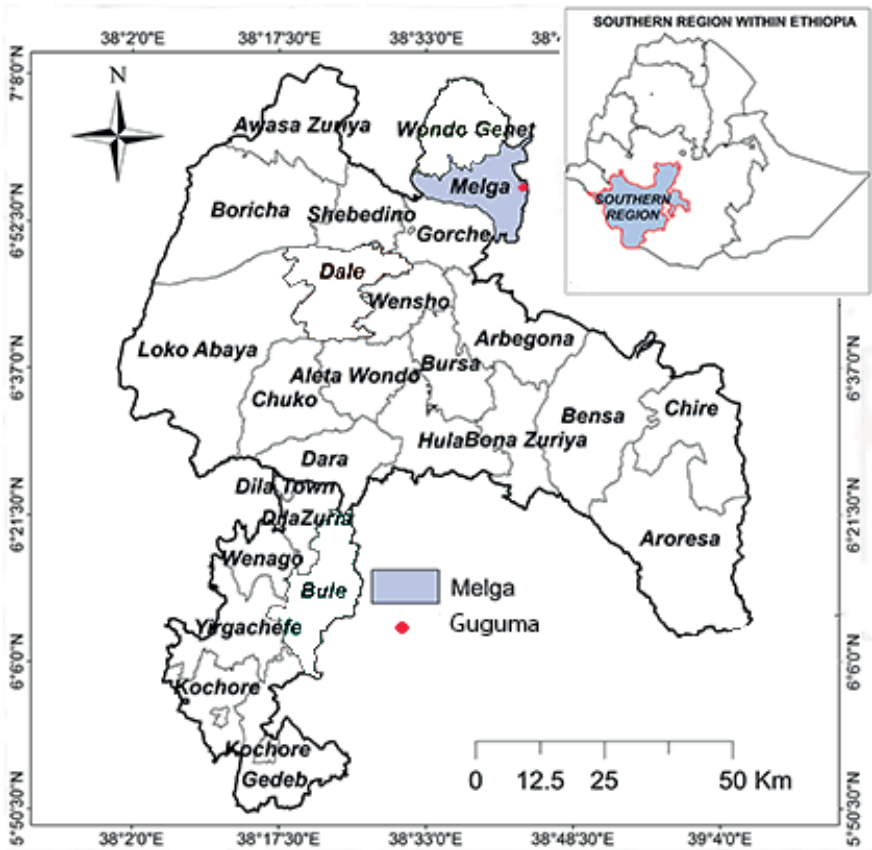 38°2'0"E
38°17'30"E
38°33'0"E
38°4
SOUTHERN REGION WITHIN ETHIOPIA
SOUTHERN
REGION
7°8'0"N
6°52'30"N
6°37'0"N
6°21'30"N
6°6'0"N
5°50'30"N
N
Awasa Zuriya
Wondo Genet
Melga
Boricha
Shebedino
Gorche
Dale
Wensho
Arbegona
Loko Abaya
Bursa
Aleta Wondo
Chuko
Bensa
Chire
Hula
Bona Zuriya
Dara
Dila Town
DilaZuria
Aroresa
Wenago
Bule
Yirgachefe
Kochore
Kochore
Gedeb
Melga
Guguma
0 12.5 25 50 Km
6°37'0"N
6°21'30"N
6°6'0"N
5°50'30"N
38°2'0"E
38°17'30"E
38°33'0"E
38°48'30"E
39°4'0"E